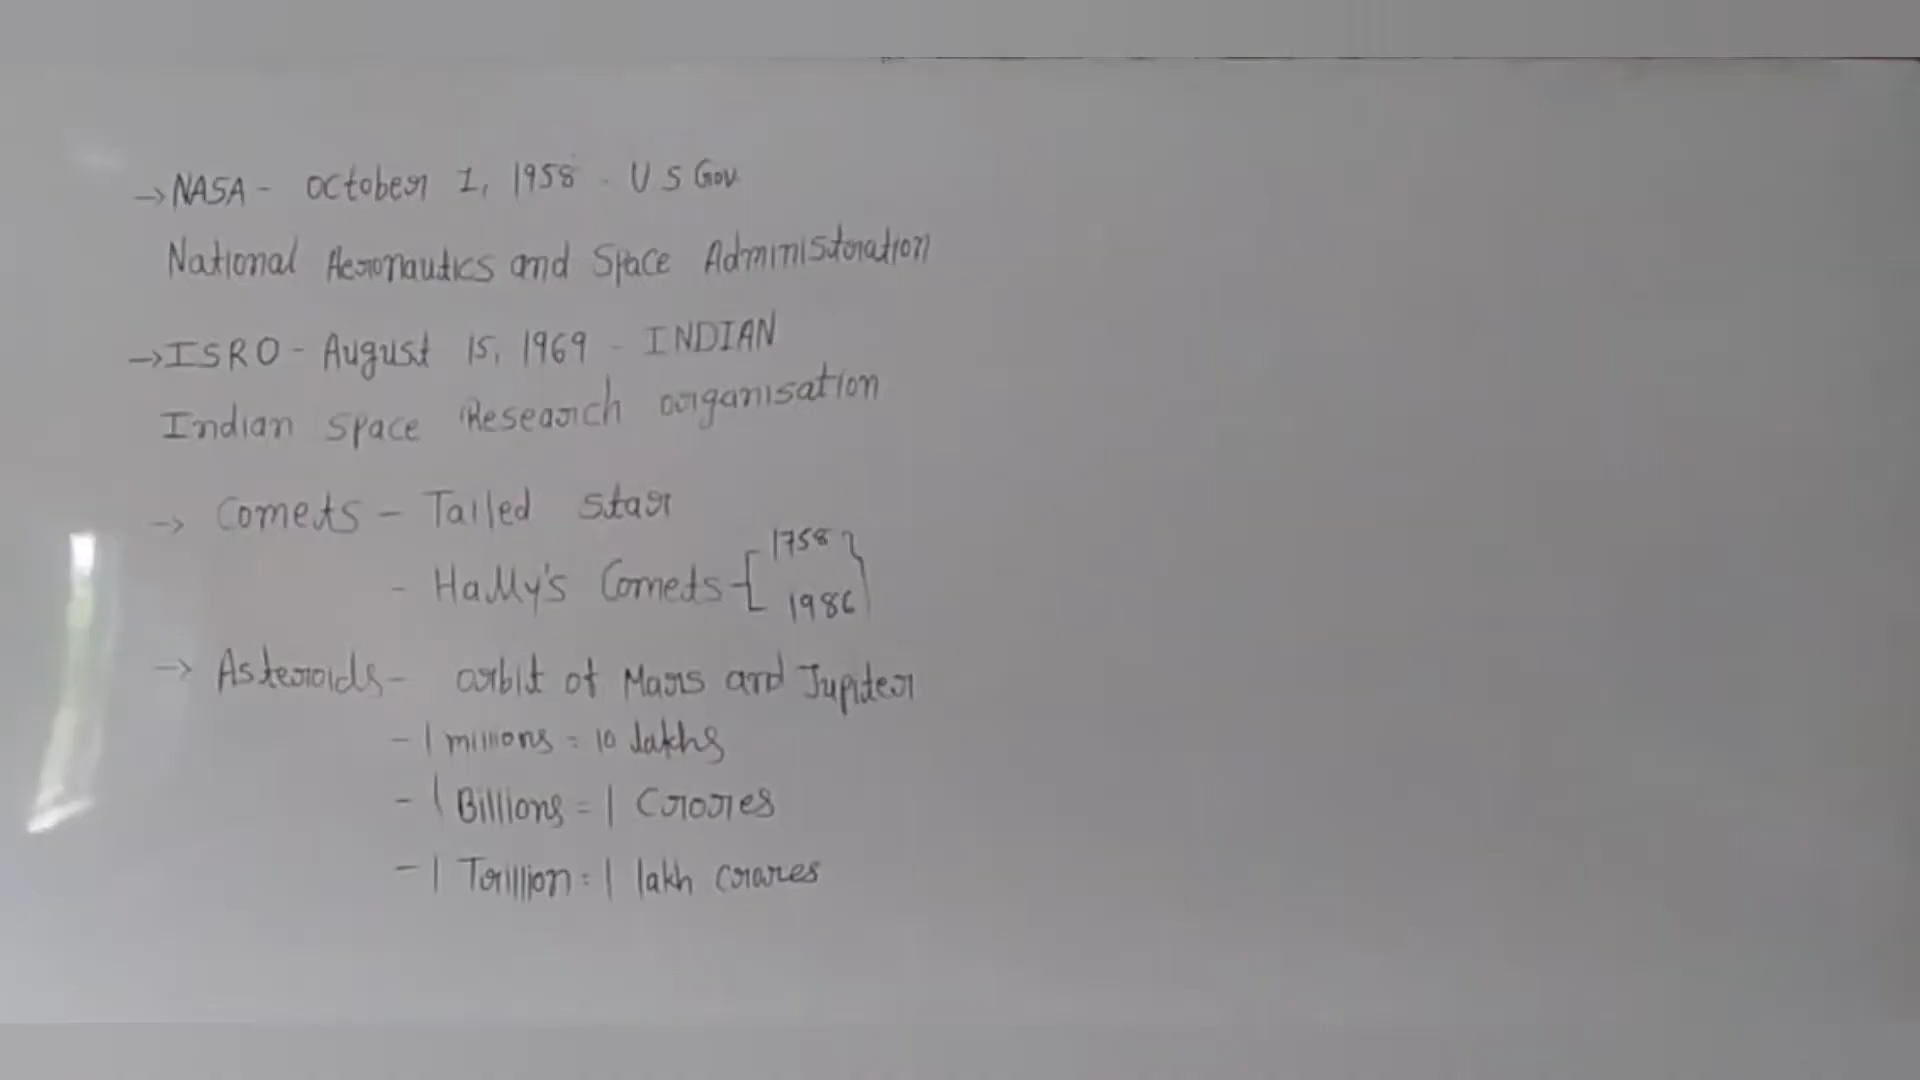 → NASA - October 1, 1958 - US Gov
National Aeronautics and Space Administration
→ ISRO - August 15, 1969 - INDIAN
Indian Space Research organisation
→ Comets - Tailed star
- Hally's Comets - [1758
1986}
→ Asteroids - orbit of Mars and Jupiter
- 1 millions = 10 lakhs
- 1 Billions = 1 Crores
- 1 Trillion = 1 lakh crares